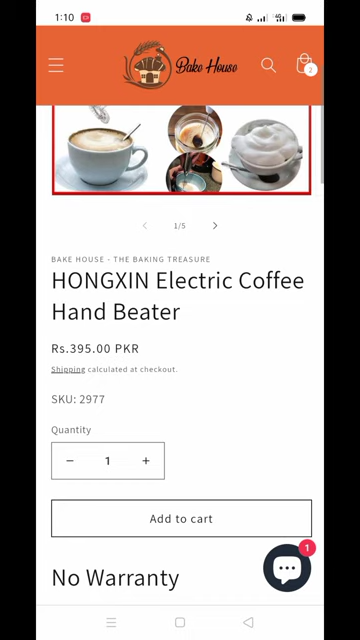 1:10
4G
Bake House
2
1/5
BAKE HOUSE - THE BAKING TREASURE
HONGXIN Electric Coffee
Hand Beater
Rs.395.00 PKR
Shipping calculated at checkout.
SKU: 2977
Quantity
− 1 +
Add to cart
1
No Warranty